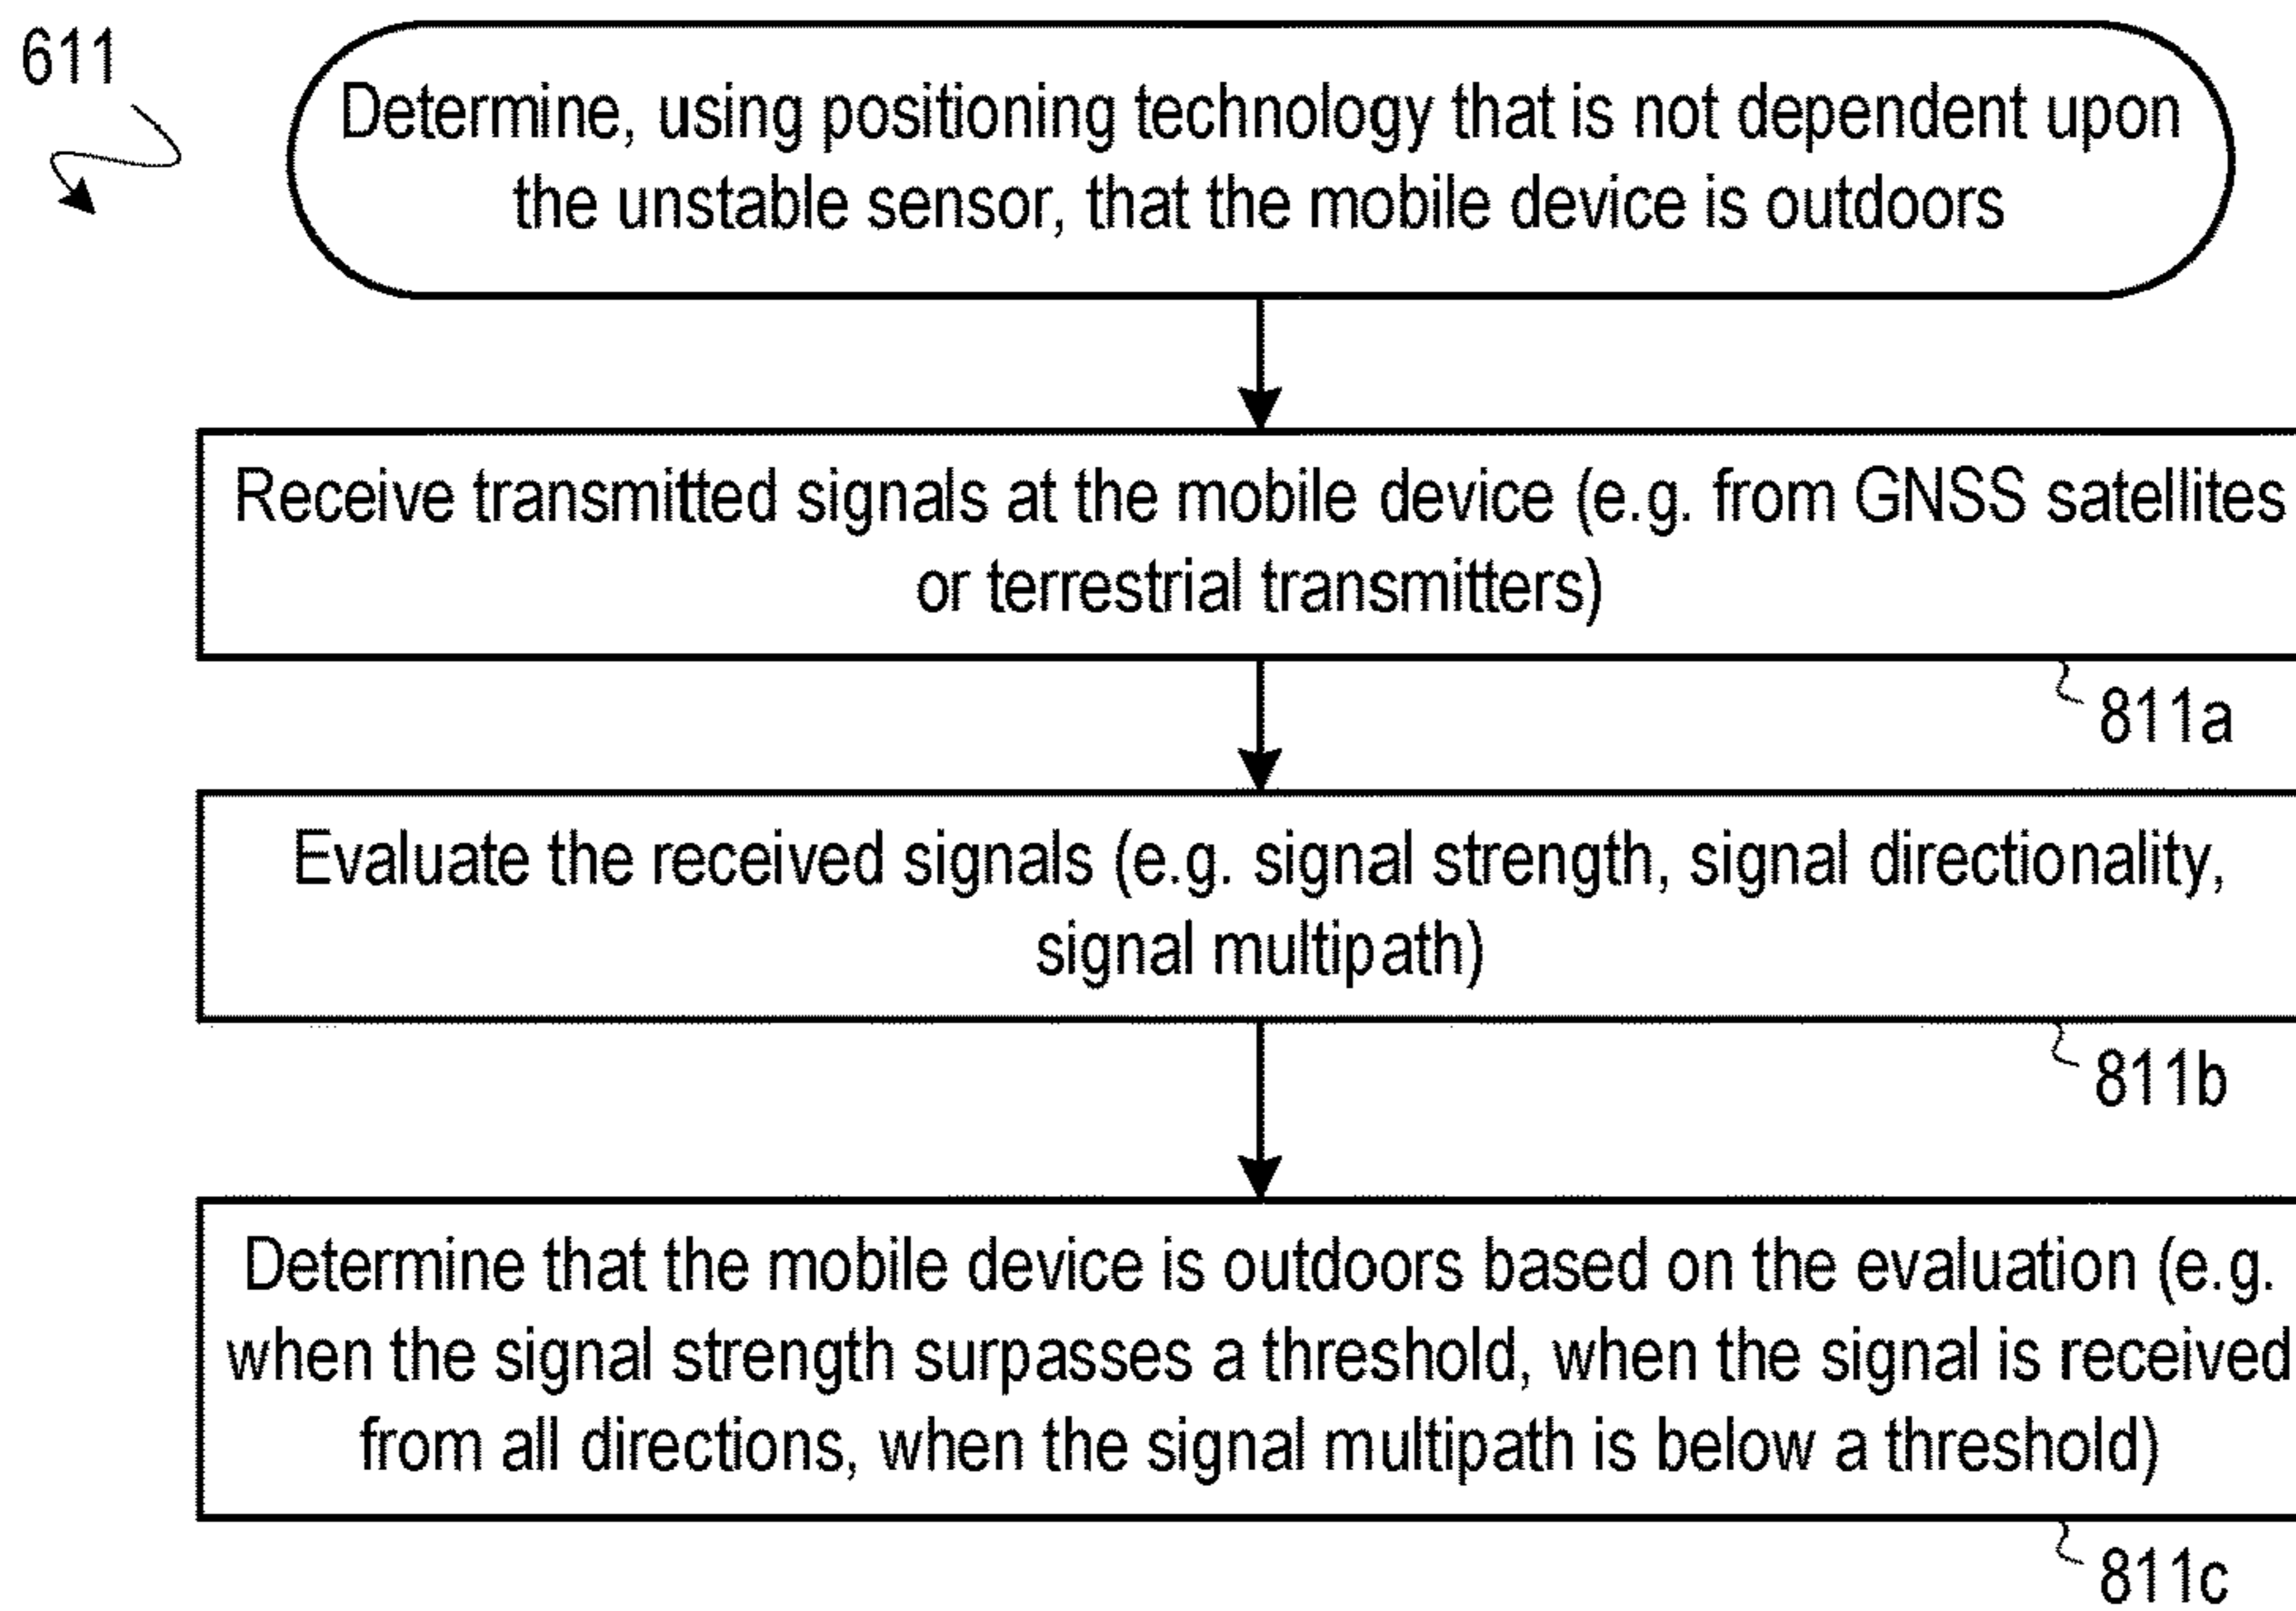 611
Determine, using positioning technology that is not dependent upon
the unstable sensor, that the mobile device is outdoors
Receive transmitted signals at the mobile device (e.g. from GNSS satellites
or terrestrial transmitters)
811a
Evaluate the received signals (e.g. signal strength, signal directionality,
signal multipath)
811b
Determine that the mobile device is outdoors based on the evaluation (e.g.
when the signal strength surpasses a threshold, when the signal is received
from all directions, when the signal multipath is below a threshold)
811c